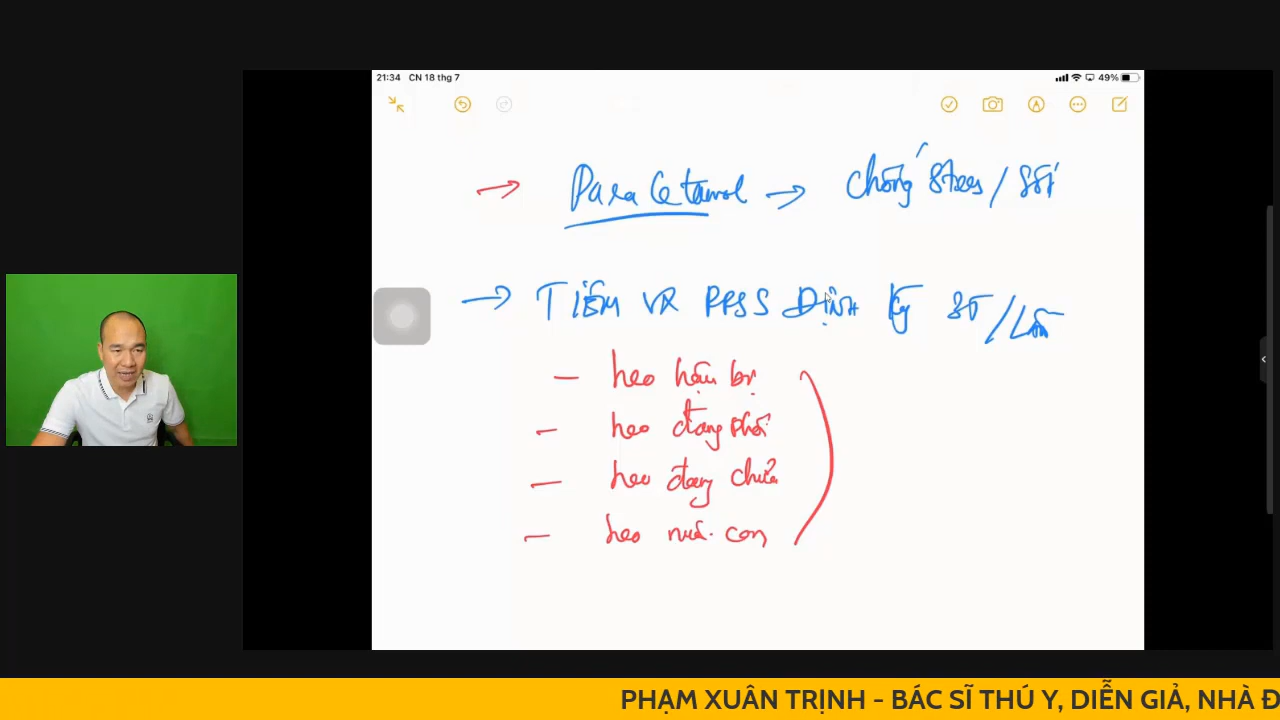 21:34 CN 18 thg 7 49%
→ Paracetamol → chống stress / sốt
→ TIÊM VX PRRS ĐỊNH Kỳ 3T/Lần
- heo hậu bị
- heo đang phối
- heo đang chửa
- heo nuôi con
PHẠM XUÂN TRỊNH - BÁC SĨ THÚ Y, DIỄN GIẢ, NHÀ Đ